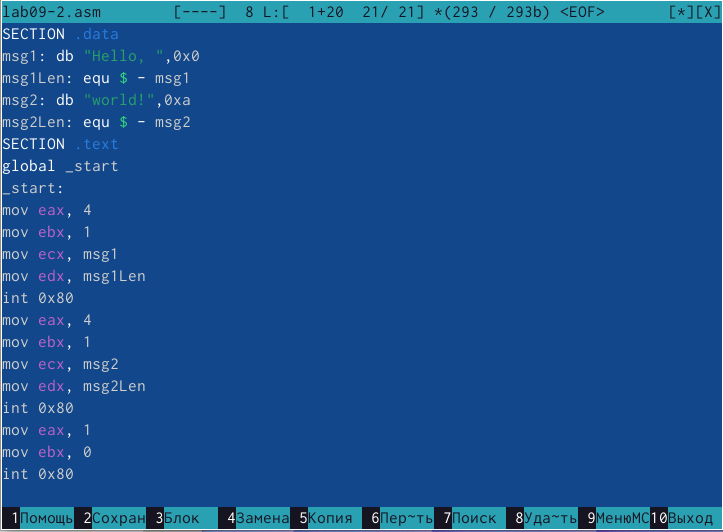 lab09-2.asm [----] 8 L:[ 1+20 21/ 21] *(293 / 293b) <EOF> [*][X]
SECTION .data
msg1: db "Hello, ",0x0
msg1Len: equ $ - msg1
msg2: db "world!",0xa
msg2Len: equ $ - msg2
SECTION .text
global _start
_start:
mov eax, 4
mov ebx, 1
mov ecx, msg1
mov edx, msg1Len
int 0x80
mov eax, 4
mov ebx, 1
mov ecx, msg2
mov edx, msg2Len
int 0x80
mov eax, 1
mov ebx, 0
int 0x80
1Помощь 2Сохран 3Блок 4Замена 5Копия 6Пер~ть 7Поиск 8Уда~ть 9МенюMC 10Выход